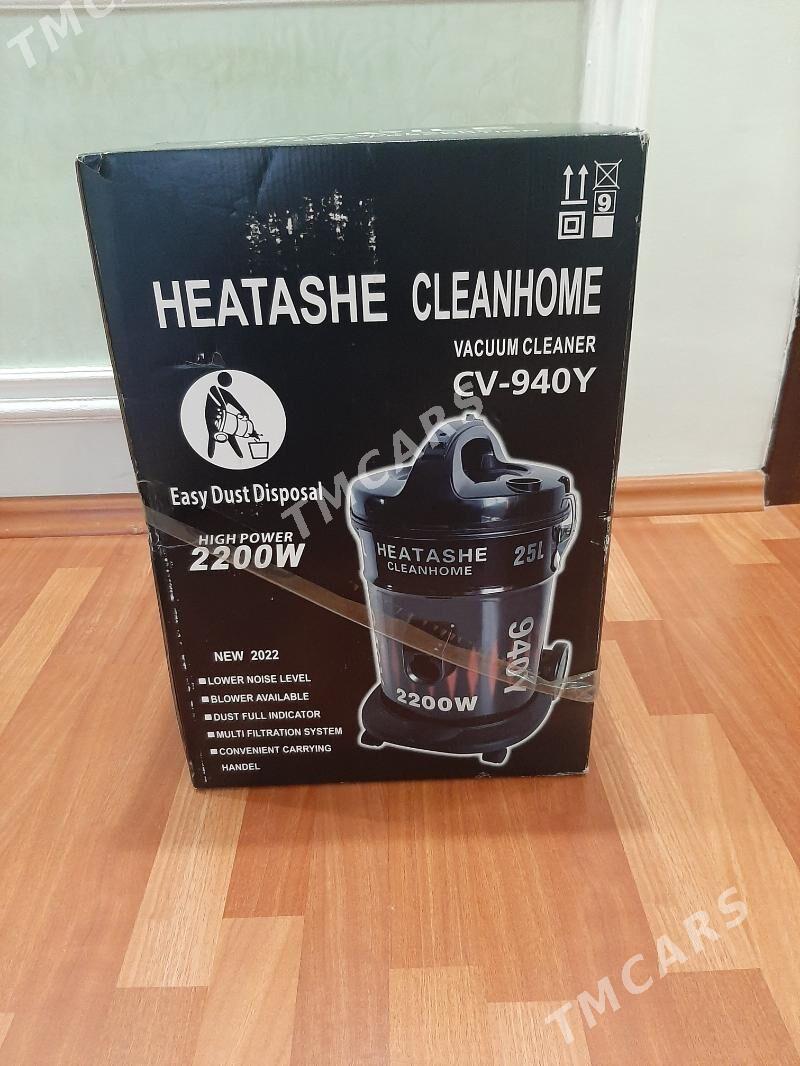 TMCARS
9
HEATASHE CLEANHOME
VACUUM CLEANER
CV-940Y
Easy Dust Disposal
HIGH POWER
2200W
HEATASHE 25L
CLEANHOME
940Y
2200W
NEW 2022
LOWER NOISE LEVEL
BLOWER AVAILABLE
DUST FULL INDICATOR
MULTI FILTRATION SYSTEM
CONVENIENT CARRYING
HANDEL
TMCARS
TMCARS